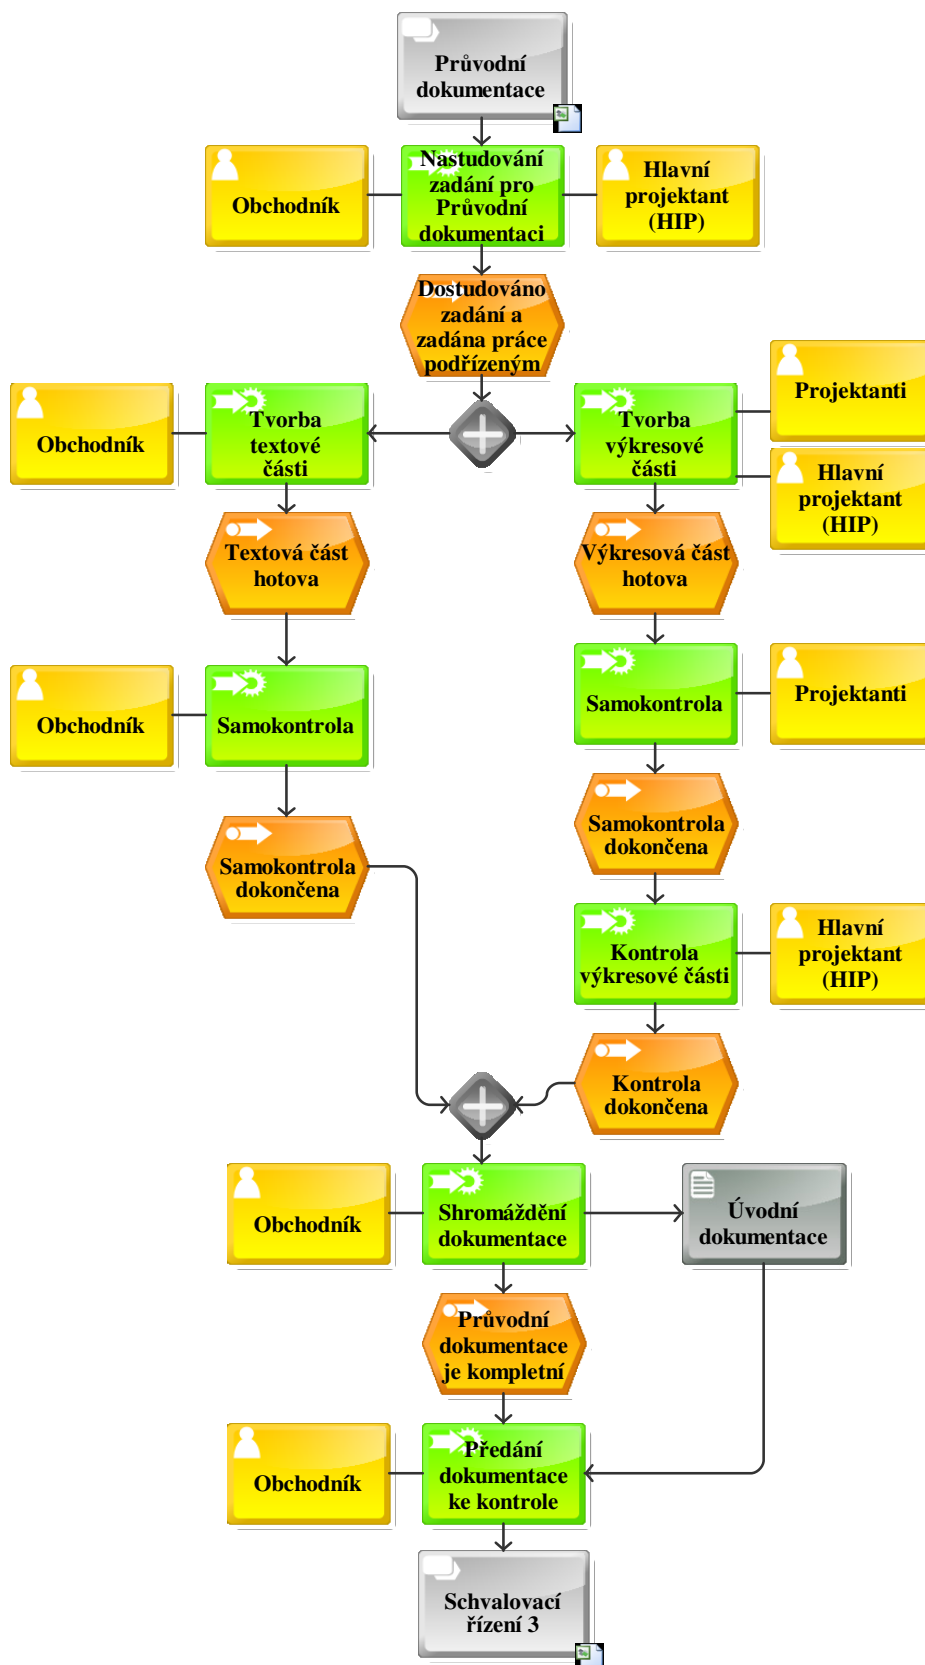 Průvodní
dokumentace
Obchodník
Nastudování
zadání pro
Průvodní
dokumentaci
Hlavní
projektant
(HIP)
Dostudováno
zadání a
zadána práce
podřízeným
Obchodník
Tvorba
textové
části
Tvorba
výkresové
části
Projektanti
Hlavní
projektant
(HIP)
Textová část
hotova
Výkresová část
hotova
Obchodník
Samokontrola
Samokontrola
Projektanti
Samokontrola
dokončena
Samokontrola
dokončena
Kontrola
výkresové části
Hlavní
projektant
(HIP)
Kontrola
dokončena
Obchodník
Shromáždění
dokumentace
Úvodní
dokumentace
Průvodní
dokumentace
je kompletní
Obchodník
Předání
dokumentace
ke kontrole
Schvalovací
řízení 3